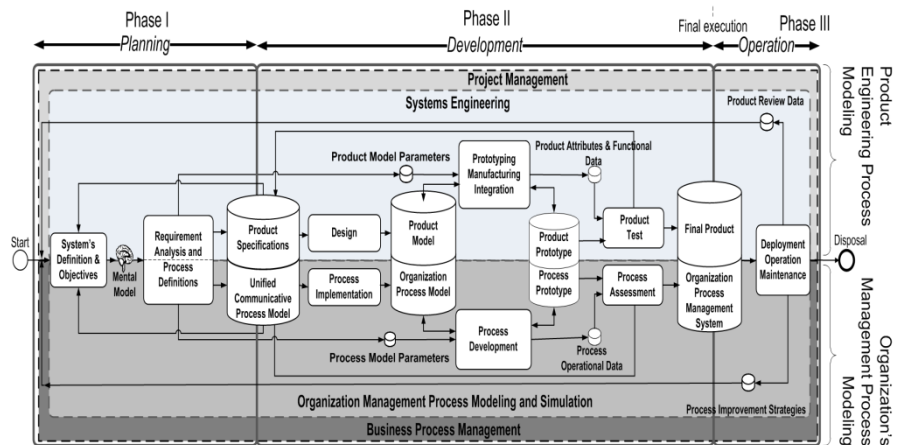 Phase I
Phase II
Final execution
Phase III
Planning
Development
Operation
Project Management
Systems Engineering
Product Review Data
Product Model Parameters
Prototyping
Manufacturing
Integration
Product Attributes & Functional
Data
Start
System's
Definition &
Objectives
Mental
Model
Requirement
Analysis and
Process
Definitions
Product
Specifications
Unified
Communicative
Process Model
Design
Process
Implementation
Product
Model
Organization
Process Model
Product
Prototype
Process
Prototype
Product
Test
Process
Assessment
Final Product
Organization
Process
Management
System
Deployment
Operation
Maintenance
Disposal
Process
Development
Process Model Parameters
Process
Operational Data
Process Improvement Strategies
Organization Management Process Modeling and Simulation
Business Process Management
Product
Engineering Process
Modeling
Organization's
Management Process
Modeling